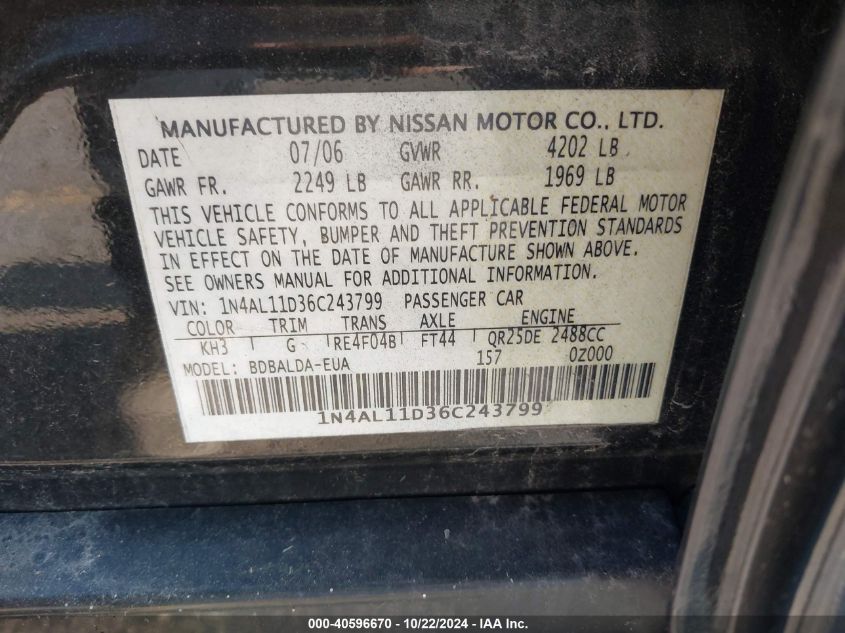 MANUFACTURED BY NISSAN MOTOR CO., LTD.
DATE 07/06 GVWR 4202 LB
GAWR FR. 2249 LB GAWR RR. 1969 LB
THIS VEHICLE CONFORMS TO ALL APPLICABLE FEDERAL MOTOR
VEHICLE SAFETY, BUMPER AND THEFT PREVENTION STANDARDS
IN EFFECT ON THE DATE OF MANUFACTURE SHOWN ABOVE.
SEE OWNERS MANUAL FOR ADDITIONAL INFORMATION.
VIN: 1N4AL11D36C243799 PASSENGER CAR
COLOR TRIM TRANS AXLE ENGINE
KH3 G RE4F04B FT44 QR25DE 2488CC
MODEL: BDBALDA-EUA 157 0Z000
1N4AL11D36C243799
000-40596670 - 10/22/2024 - IAA Inc.